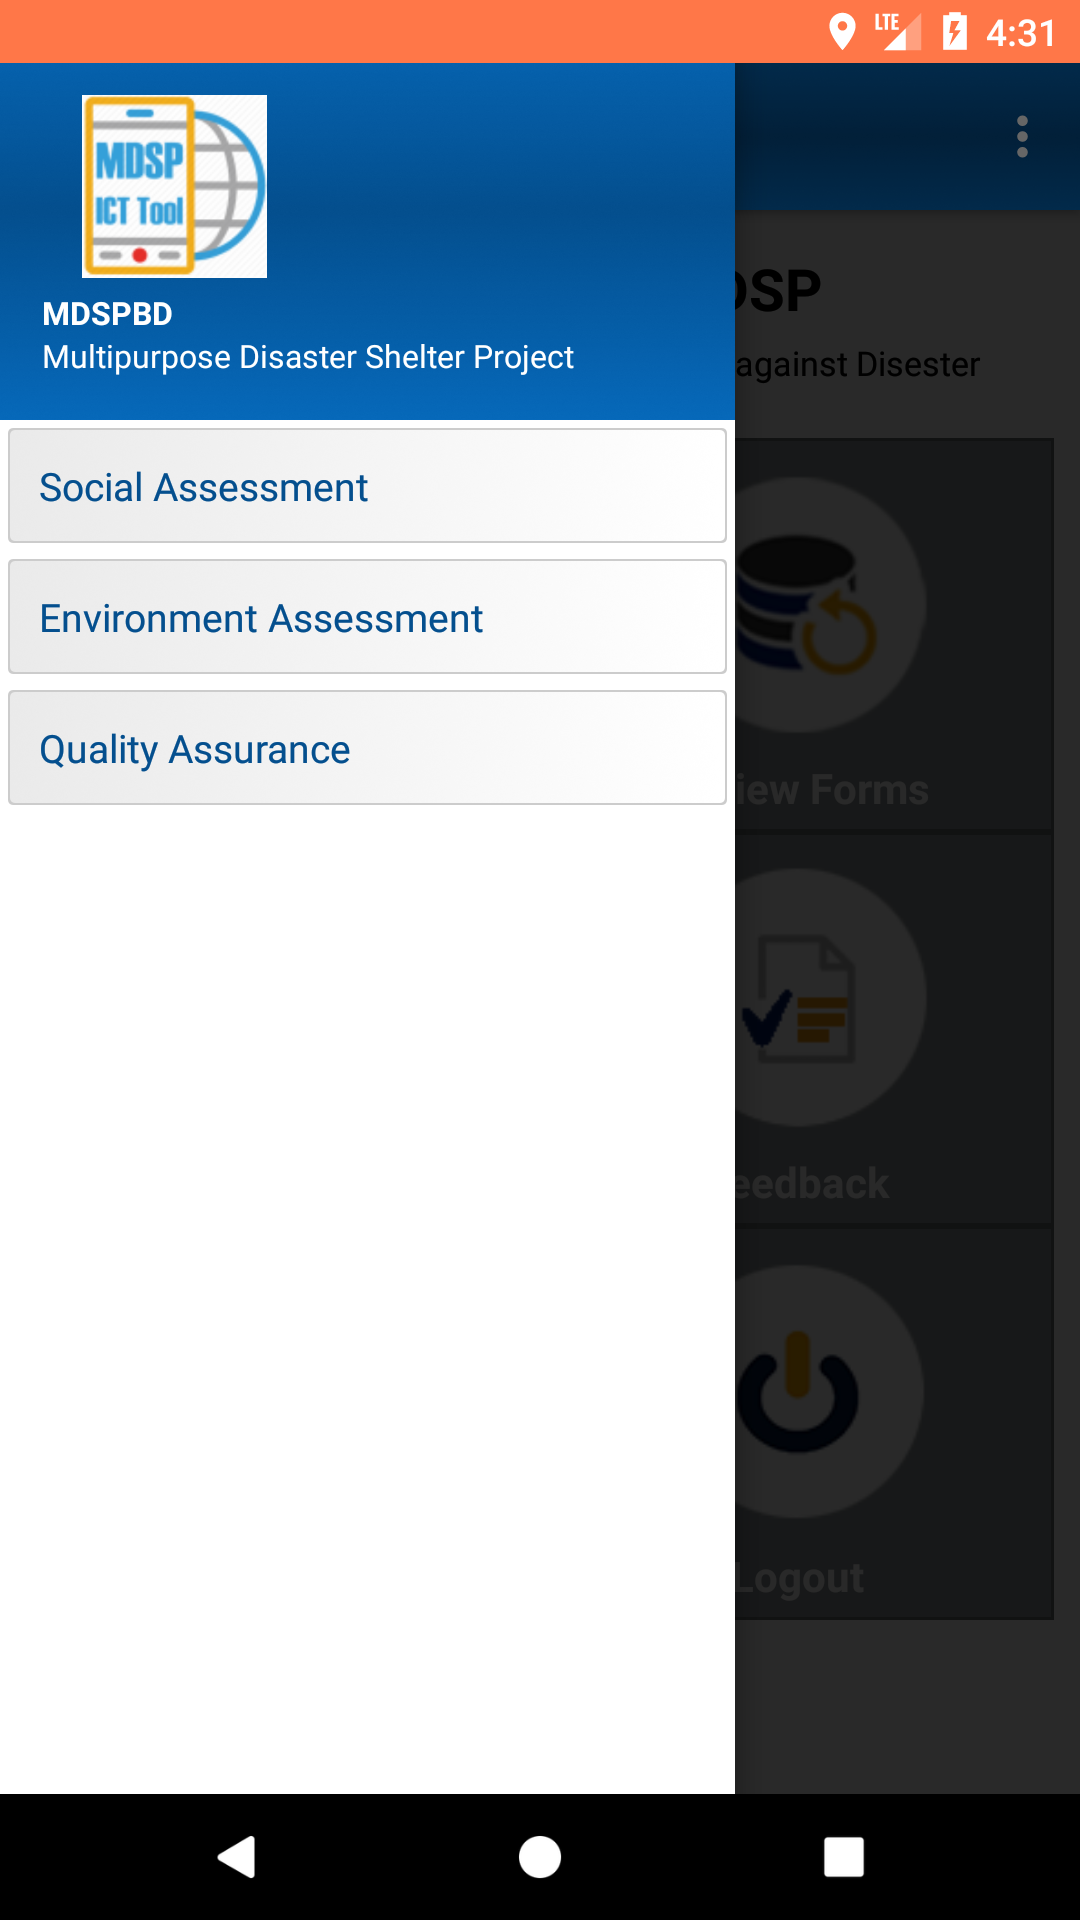 LTE 4:31
MDSP
ICT Tool
MDSPBD
Multipurpose Disaster Shelter Project
DSP
against Disester
Social Assessment
Environment Assessment
Quality Assurance
iew Forms
eedback
Logout